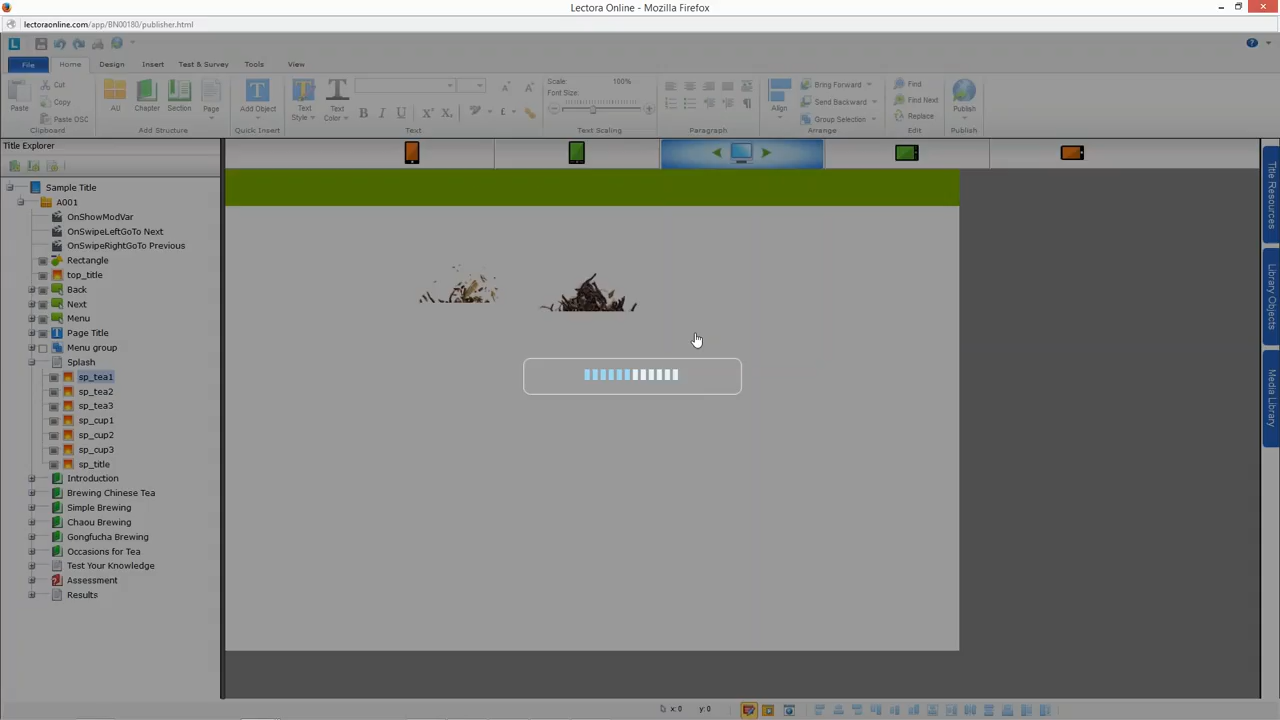 Lectora Online - Mozilla Firefox
lectoraonline.com/app/BN00180/publisher.html
File Home Design Insert Test & Survey Tools View
Paste
Cut
Copy
Paste OSC
Clipboard
All
Chapter
Section
Page
Add Structure
Add Object
Quick Insert
Text Style
Text Color
B I U
Text
Scale: 100%
Font Size:
Text Scaling
Paragraph
Align
Bring Forward
Send Backward
Group Selection
Arrange
Find
Find Next
Replace
Edit
Publish
Publish
Title Explorer
Sample Title
A001
OnShowModVar
OnSwipeLeftGoTo Next
OnSwipeRightGoTo Previous
Rectangle
top_title
Back
Next
Menu
Page Title
Menu group
Splash
sp_tea1
sp_tea2
sp_tea3
sp_cup1
sp_cup2
sp_cup3
sp_title
Introduction
Brewing Chinese Tea
Simple Brewing
Chaou Brewing
Gongfucha Brewing
Occasions for Tea
Test Your Knowledge
Assessment
Results
Title Resources
Library Objects
Media Library
x: 0 y: 0